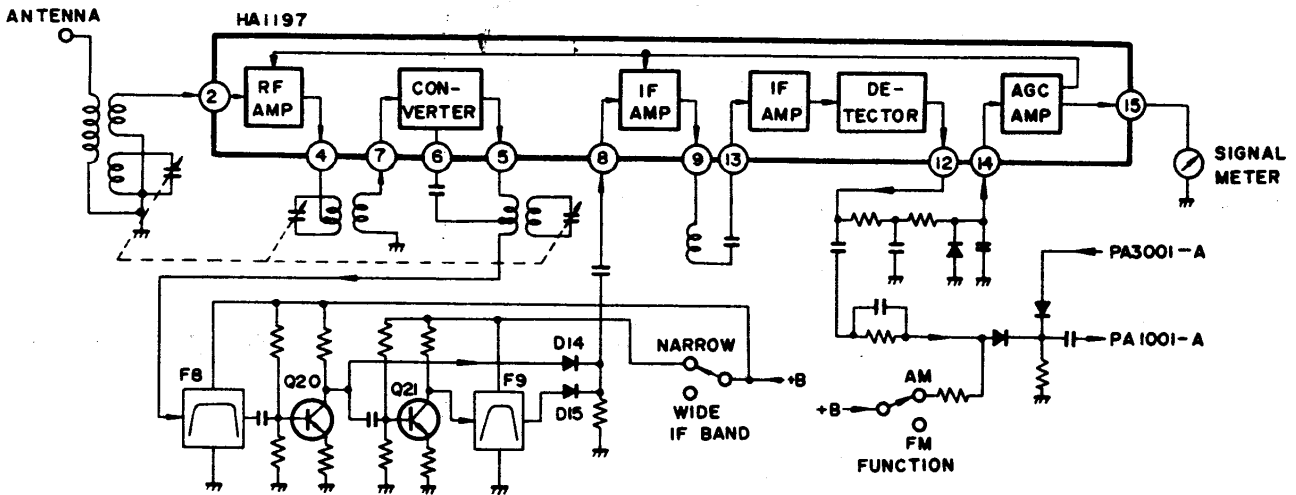 ANTENNA
HA1197
RF
AMP
CON-
VERTER
IF
AMP
IF
AMP
DE-
TECTOR
AGC
AMP
2
4
7
6
5
8
9
13
12
14
15
SIGNAL
METER
PA3001-A
PA1001-A
F8
Q20
Q21
F9
D14
D15
NARROW
WIDE
IF BAND
+B
+B
AM
FM
FUNCTION